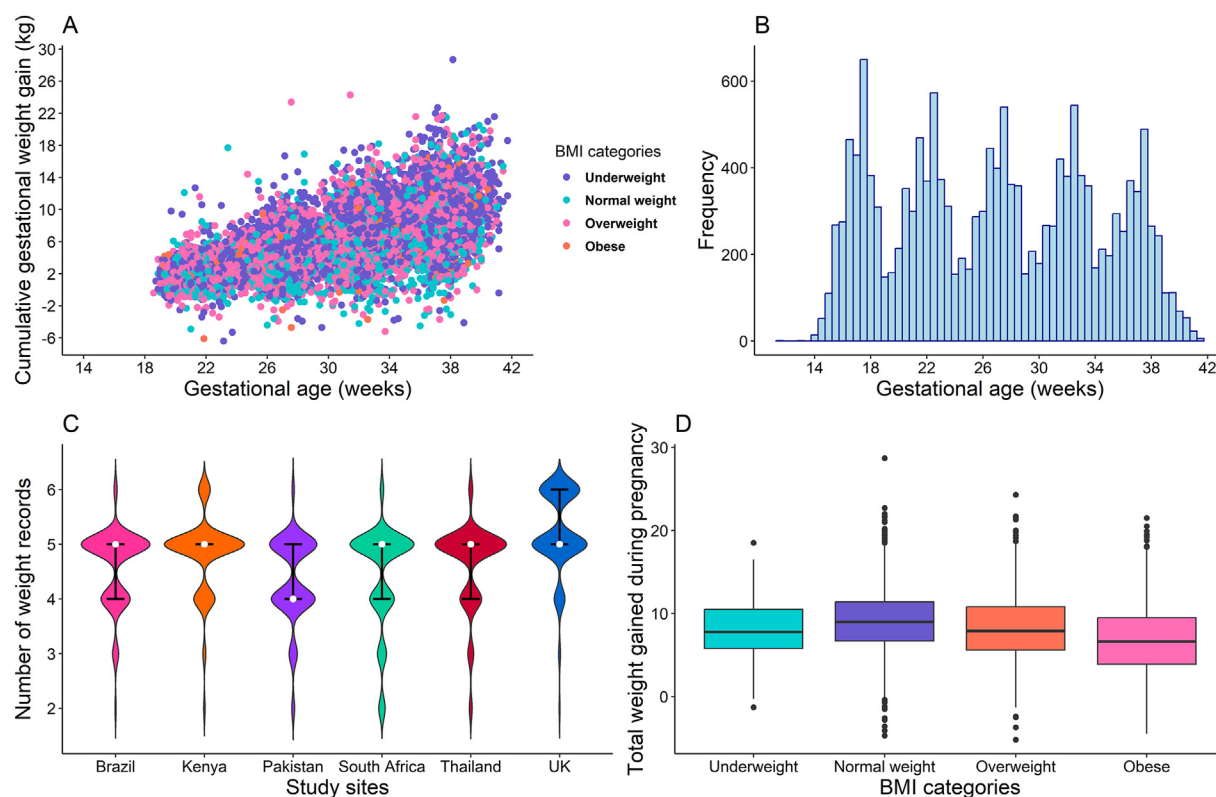 A
Cumulative gestational weight gain (kg)
30
26
22
18
14
10
6
2
-2
-6
14 18 22 26 30 34 38 42
Gestational age (weeks)
BMI categories
Underweight
Normal weight
Overweight
Obese
B
Frequency
600
400
200
0
14 18 22 26 30 34 38 42
Gestational age (weeks)
C
Number of weight records
6
5
4
3
2
Brazil Kenya Pakistan South Africa Thailand UK
Study sites
D
Total weight gained during pregnancy
30
20
10
0
Underweight Normal weight Overweight Obese
BMI categories